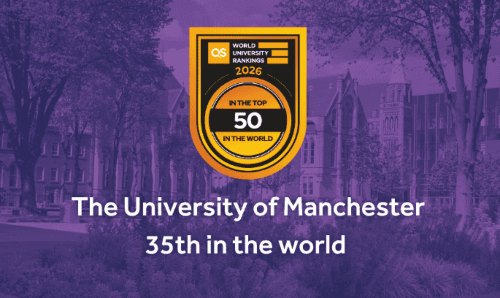 QS
WORLD
UNIVERSITY
RANKINGS
2026
IN THE TOP
50
IN THE WORLD
The University of Manchester
35th in the world